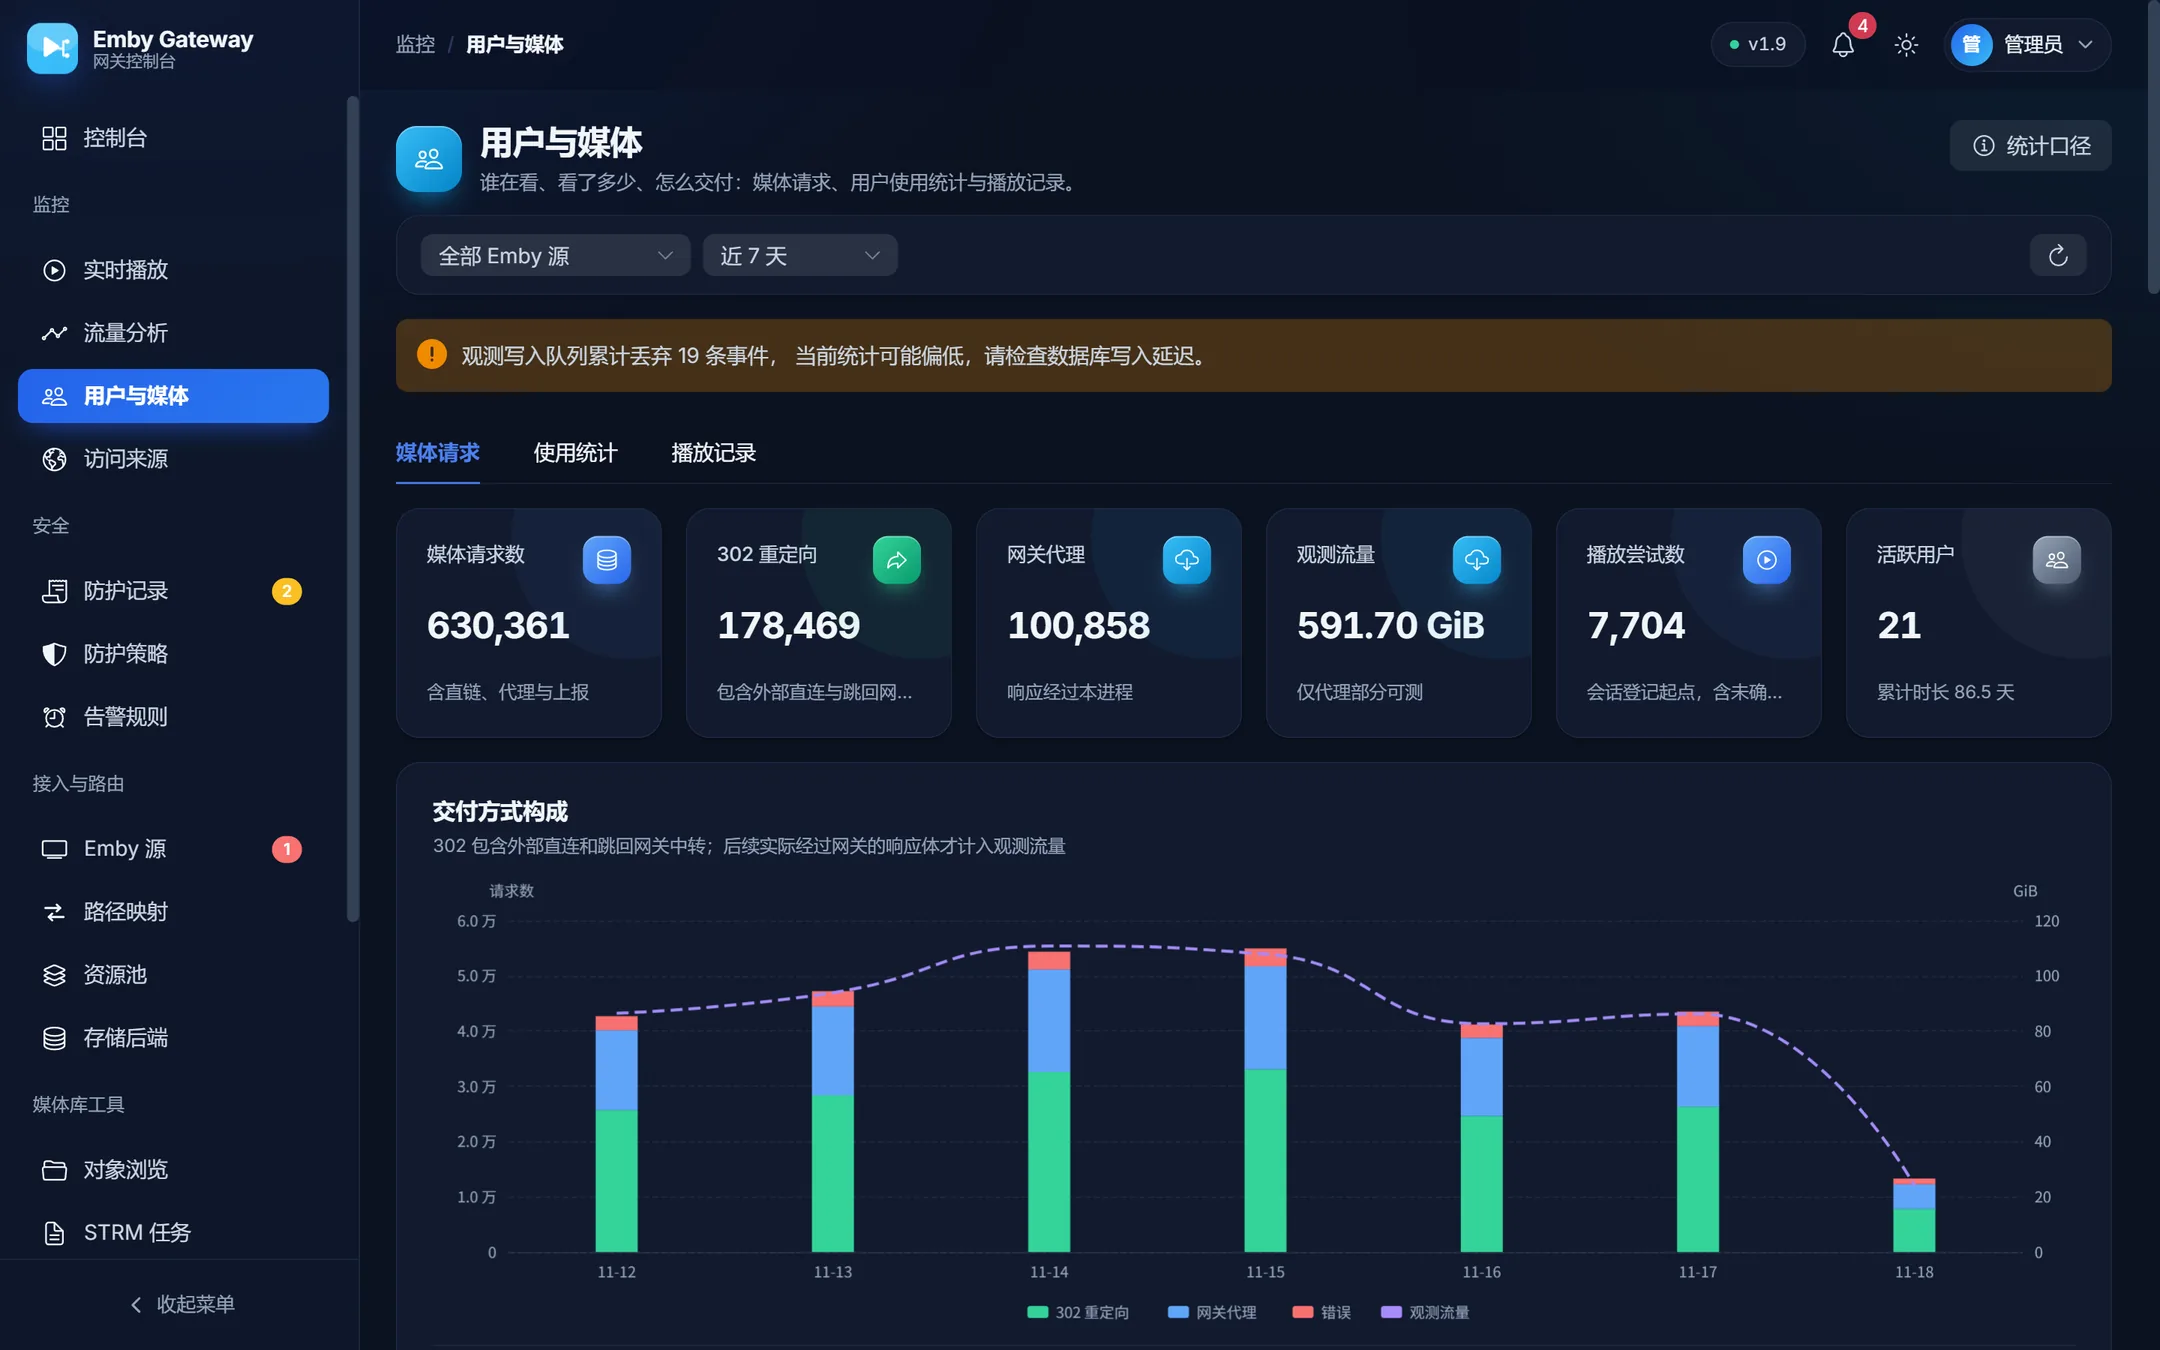 Emby Gateway
网关控制台
控制台
监控
实时播放
流量分析
用户与媒体
访问来源
安全
防护记录
2
防护策略
告警规则
接入与路由
Emby 源
1
路径映射
资源池
存储后端
媒体库工具
对象浏览
STRM 任务
收起菜单
监控 / 用户与媒体
v1.9
4
管 管理员
用户与媒体
谁在看、看了多少、怎么交付：媒体请求、用户使用统计与播放记录。
统计口径
全部 Emby 源
近 7 天
观测写入队列累计丢弃 19 条事件， 当前统计可能偏低，请检查数据库写入延迟。
媒体请求 使用统计 播放记录
媒体请求数
630,361
含直链、代理与上报
302 重定向
178,469
包含外部直连与跳回网...
网关代理
100,858
响应经过本进程
观测流量
591.70 GiB
仅代理部分可测
播放尝试数
7,704
会话登记起点，含未确...
活跃用户
21
累计时长 86.5 天
交付方式构成
302 包含外部直连和跳回网关中转；后续实际经过网关的响应体才计入观测流量
请求数
GiB
6.0 万
5.0 万
4.0 万
3.0 万
2.0 万
1.0 万
0
120
100
80
60
40
20
0
11-12 11-13 11-14 11-15 11-16 11-17 11-18
302 重定向 网关代理 错误 观测流量